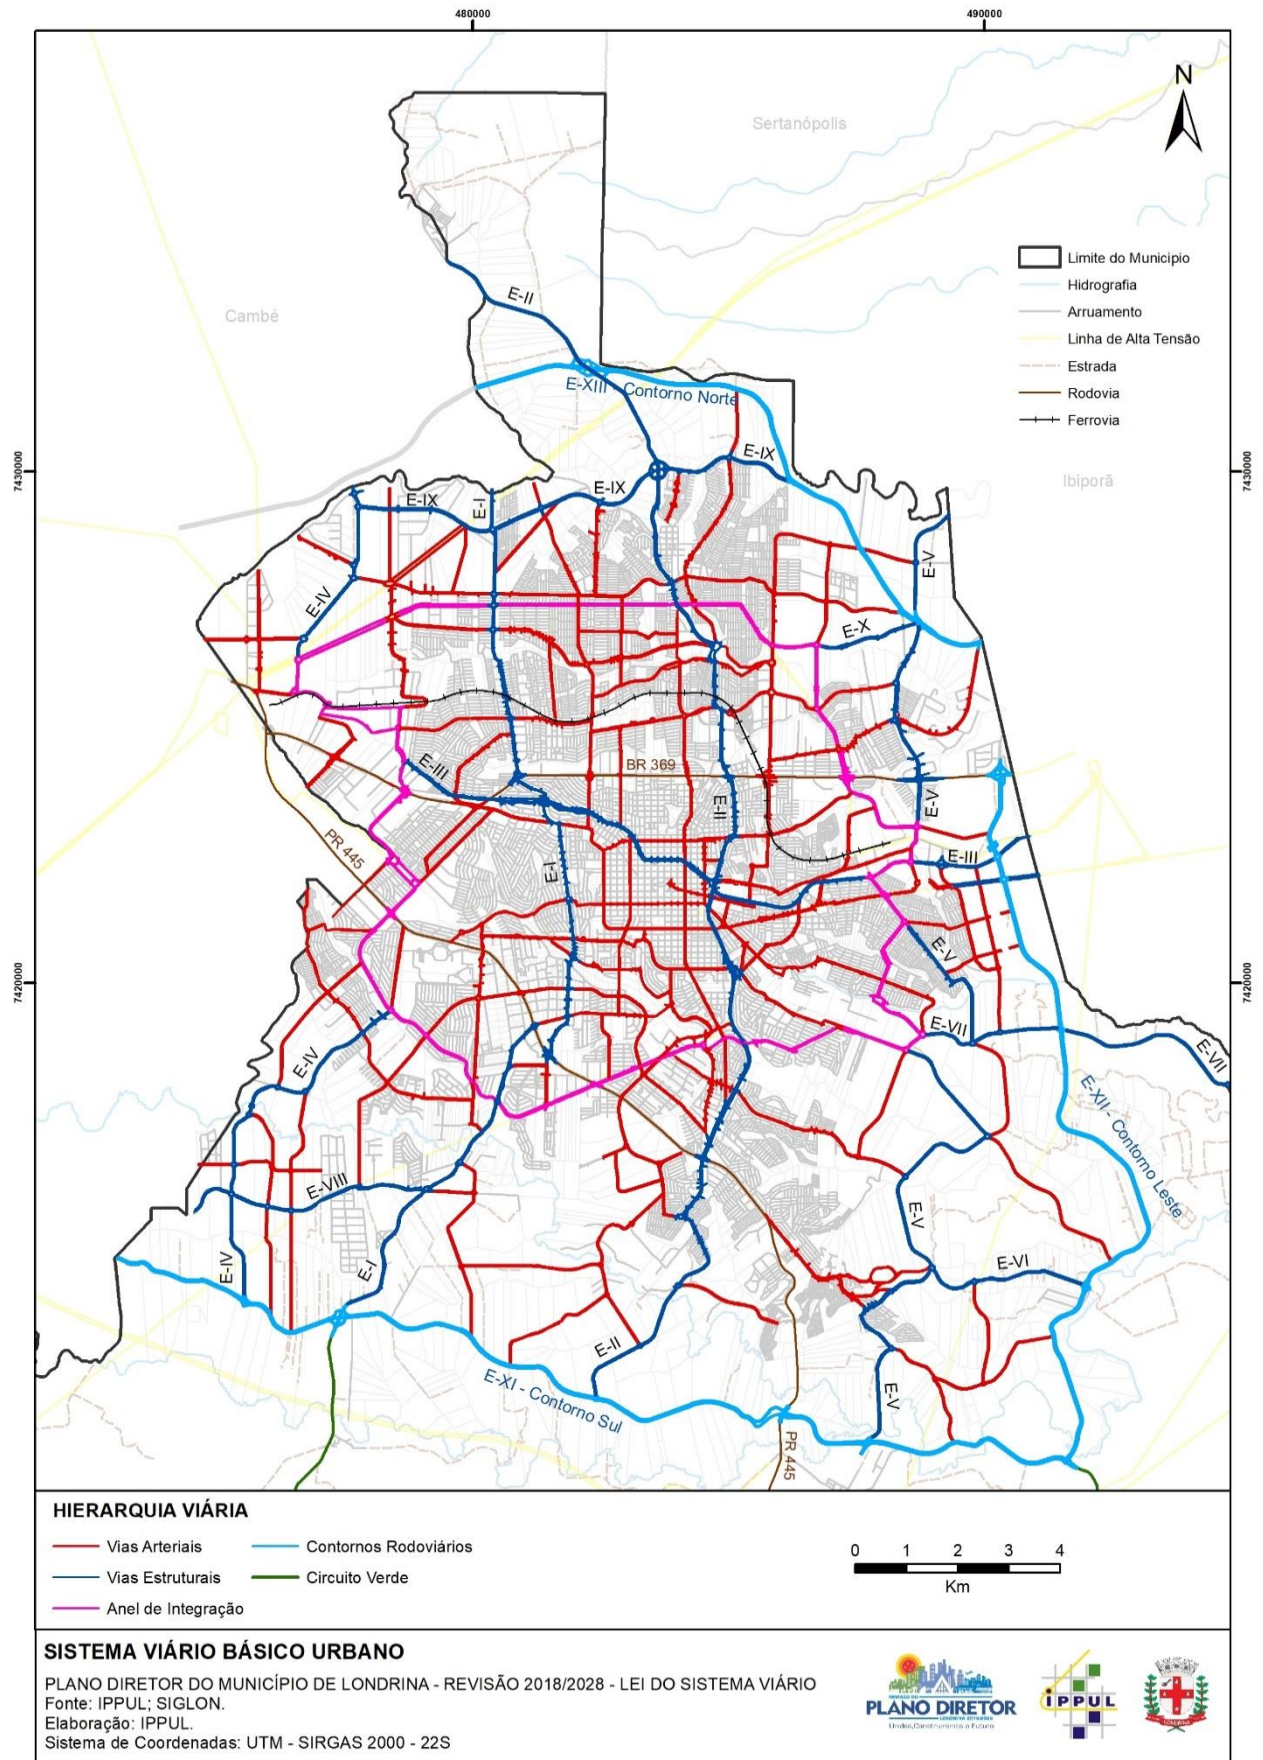 480000
490000
N
Sertanópolis
Limite do Municipio
Hidrografia
Arruamento
Linha de Alta Tensão
Estrada
Rodovia
Ferrovia
Cambé
E-II
E-XIII - Contorno Norte
7430000
7430000
E-IX
E-IX
E-IX
E-I
Ibiporã
E-V
E-IV
E-X
E-III
BR 369
E-II
E-V
PR 445
E-I
E-III
E-V
7420000
7420000
E-VII
E-VII
E-IV
E-XII - Contorno Leste
E-VIII
E-V
E-IV
E-I
E-VI
E-II
E-XI - Contorno Sul
E-V
PR 445
HIERARQUIA VIÁRIA
Vias Arteriais
Contornos Rodoviários
Vias Estruturais
Circuito Verde
Anel de Integração
0 1 2 3 4
Km
SISTEMA VIÁRIO BÁSICO URBANO
PLANO DIRETOR DO MUNICÍPIO DE LONDRINA - REVISÃO 2018/2028 - LEI DO SISTEMA VIÁRIO
Fonte: IPPUL; SIGLON.
Elaboração: IPPUL.
Sistema de Coordenadas: UTM - SIRGAS 2000 - 22S
PLANO DIRETOR
Unidos, Construiremos o Futuro
IPPUL
LONDRINA